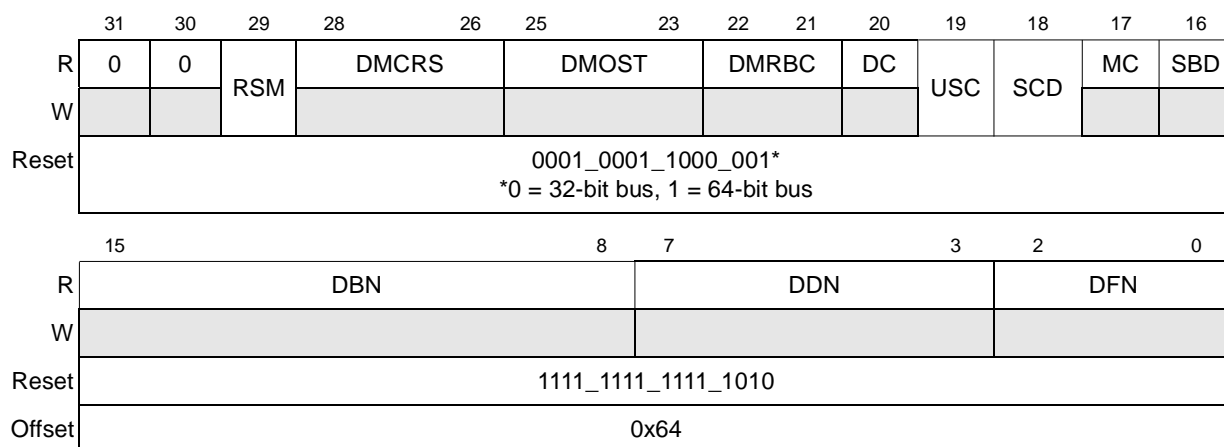 31 30 29 28 26 25 23 22 21 20 19 18 17 16
R 0 0 RSM DMCRS DMOST DMRBC DC USC SCD MC SBD
W
Reset 0001_0001_1000_001*
*0 = 32-bit bus, 1 = 64-bit bus
15 8 7 3 2 0
R DBN DDN DFN
W
Reset 1111_1111_1111_1010
Offset 0x64